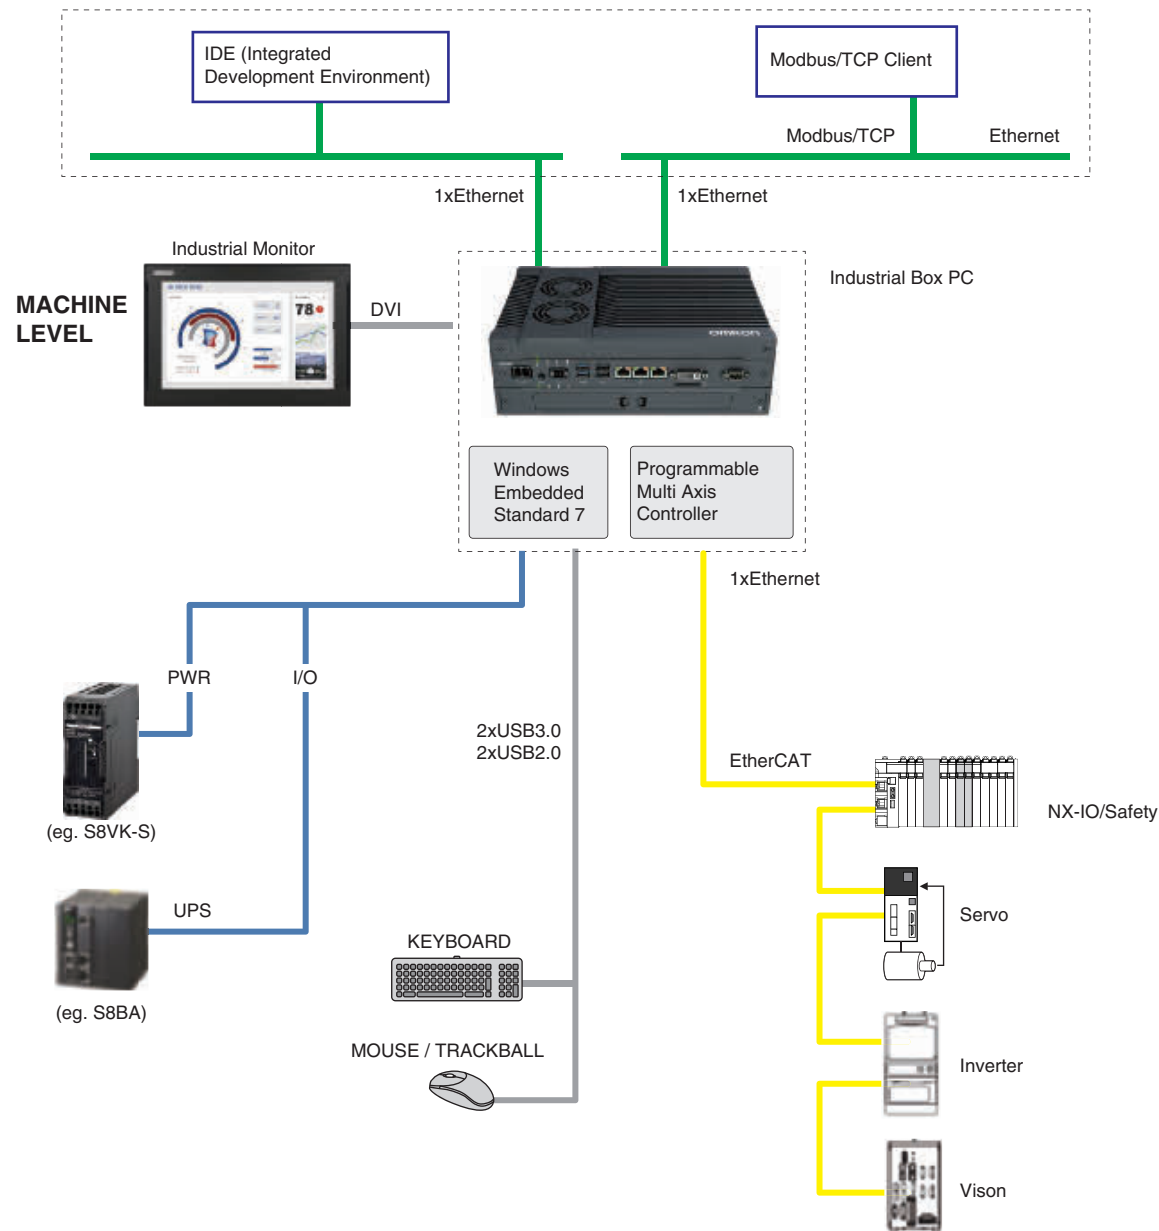 IDE (Integrated
Development Environment)
Modbus/TCP Client
Modbus/TCP
Ethernet
1xEthernet
1xEthernet
Industrial Monitor
Industrial Box PC
MACHINE
LEVEL
DVI
78
OMRON
Windows
Embedded
Standard 7
Programmable
Multi Axis
Controller
1xEthernet
PWR
I/O
2xUSB3.0
2xUSB2.0
EtherCAT
NX-IO/Safety
(eg. S8VK-S)
UPS
Servo
KEYBOARD
(eg. S8BA)
MOUSE / TRACKBALL
Inverter
Vison